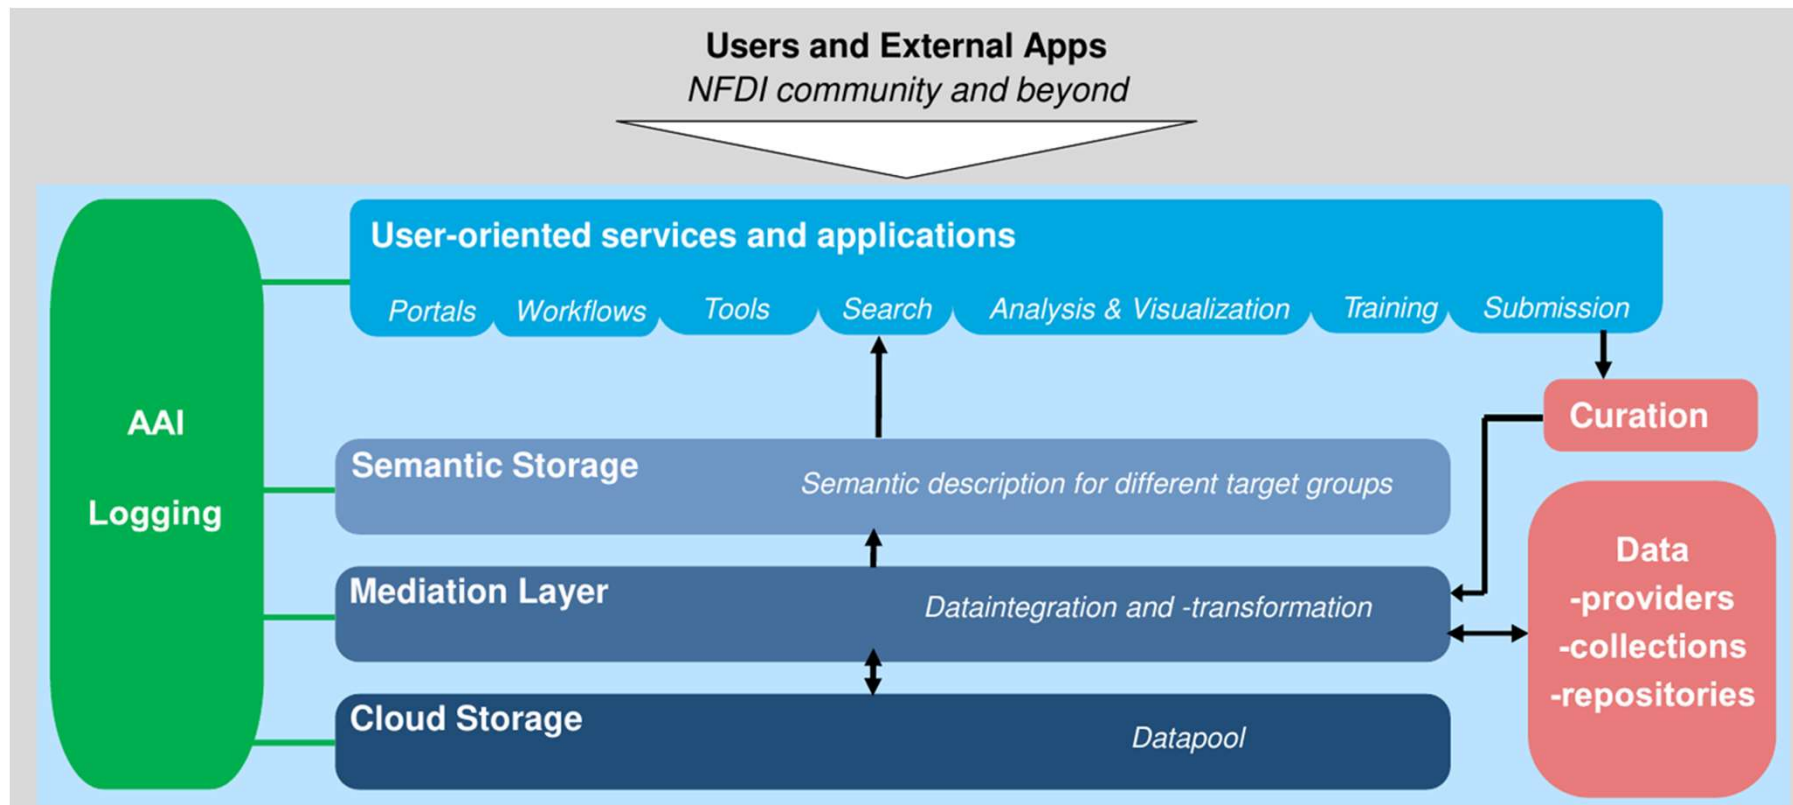 Users and External Apps
NFDI community and beyond
User-oriented services and applications
Portals Workflows Tools Search Analysis & Visualization Training Submission
AAI
Logging
Curation
Semantic Storage
Semantic description for different target groups
Mediation Layer
Dataintegration and -transformation
Cloud Storage
Datapool
Data
-providers
-collections
-repositories